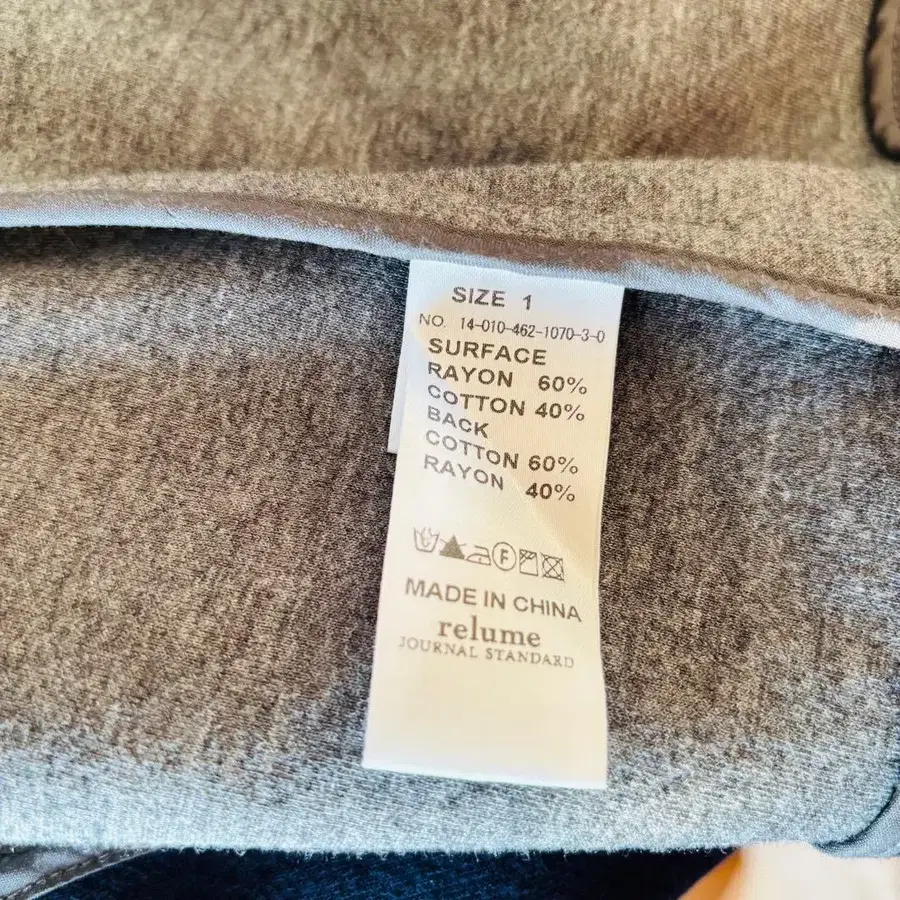 SIZE 1
NO. 14-010-462-1070-3-0
SURFACE
RAYON 60%
COTTON 40%
BACK
COTTON 60%
RAYON 40%
F
MADE IN CHINA
relume
JOURNAL STANDARD